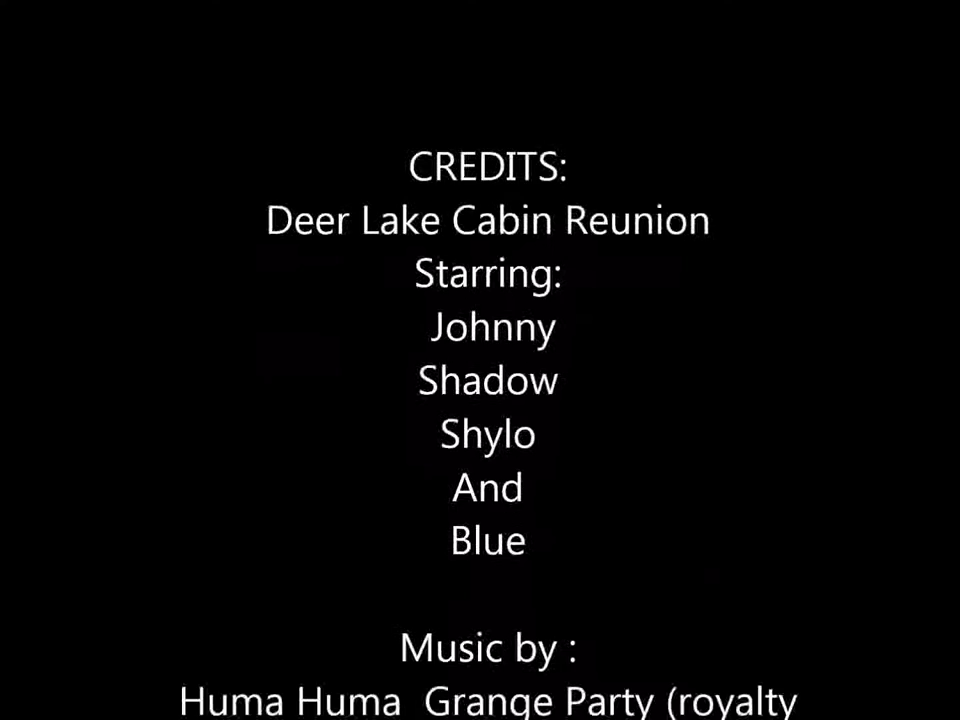 CREDITS:
Deer Lake Cabin Reunion
Starring:
Johnny
Shadow
Shylo
And
Blue
Music by :
Huma Huma  Grange Party (royalty